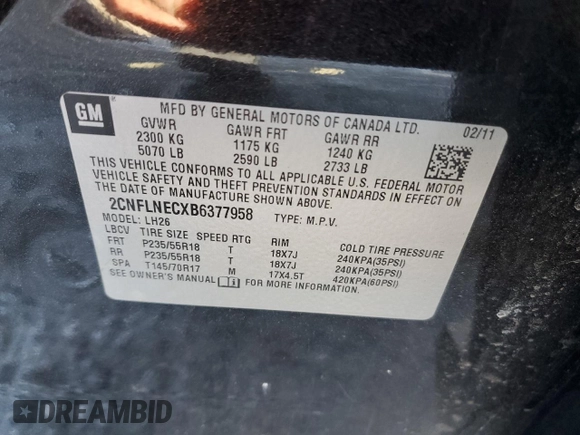 GM
MFD BY GENERAL MOTORS OF CANADA LTD. 02/11
GVWR GAWR FRT GAWR RR
2300 KG 1175 KG 1240 KG
5070 LB 2590 LB 2733 LB
THIS VEHICLE CONFORMS TO ALL APPLICABLE U.S. FEDERAL MOTOR
VEHICLE SAFETY AND THEFT PREVENTION STANDARDS IN EFFECT ON
THE DATE OF MANUFACTURE SHOWN ABOVE.
2CNFLNECXB6377958 TYPE: M.P.V.
MODEL: LH26
LBCV TIRE SIZE SPEED RTG RIM COLD TIRE PRESSURE
FRT P235/55R18 T 18X7J 240KPA(35PSI)
RR P235/55R18 T 18X7J 240KPA(35PSI)
SPA T145/70R17 M 17X4.5T 420KPA(60PSI)
SEE OWNER'S MANUAL FOR MORE INFORMATION.
DREAMBID